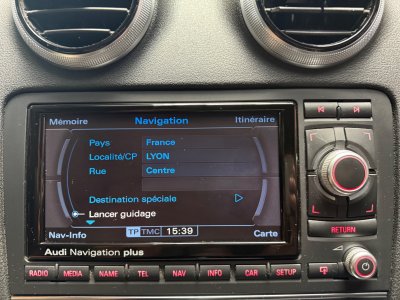 Mémoire Navigation Itinéraire
Pays France
Localité/CP LYON
Rue Centre
Destination spéciale
Lancer guidage
Nav-Info TP TMC 15:39 Carte
Audi Navigation plus
RETURN
RADIO MEDIA NAME TEL NAV INFO CAR SETUP